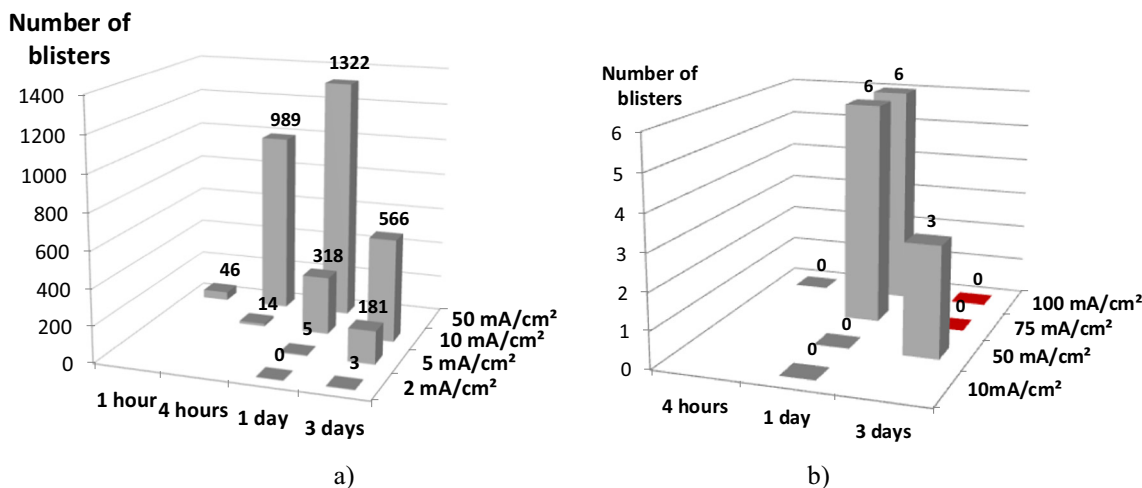 Number of
blisters
1400
1200
1000
800
600
400
200
0
1322
989
566
46
318
14
181
5
0
3
50 mA/cm²
10 mA/cm²
5 mA/cm²
2 mA/cm²
1 hour
4 hours
1 day
3 days
a)
Number of
blisters
6
5
4
3
2
1
0
6
6
3
0
0
0
0
0
100 mA/cm²
75 mA/cm²
50 mA/cm²
10mA/cm²
4 hours
1 day
3 days
b)